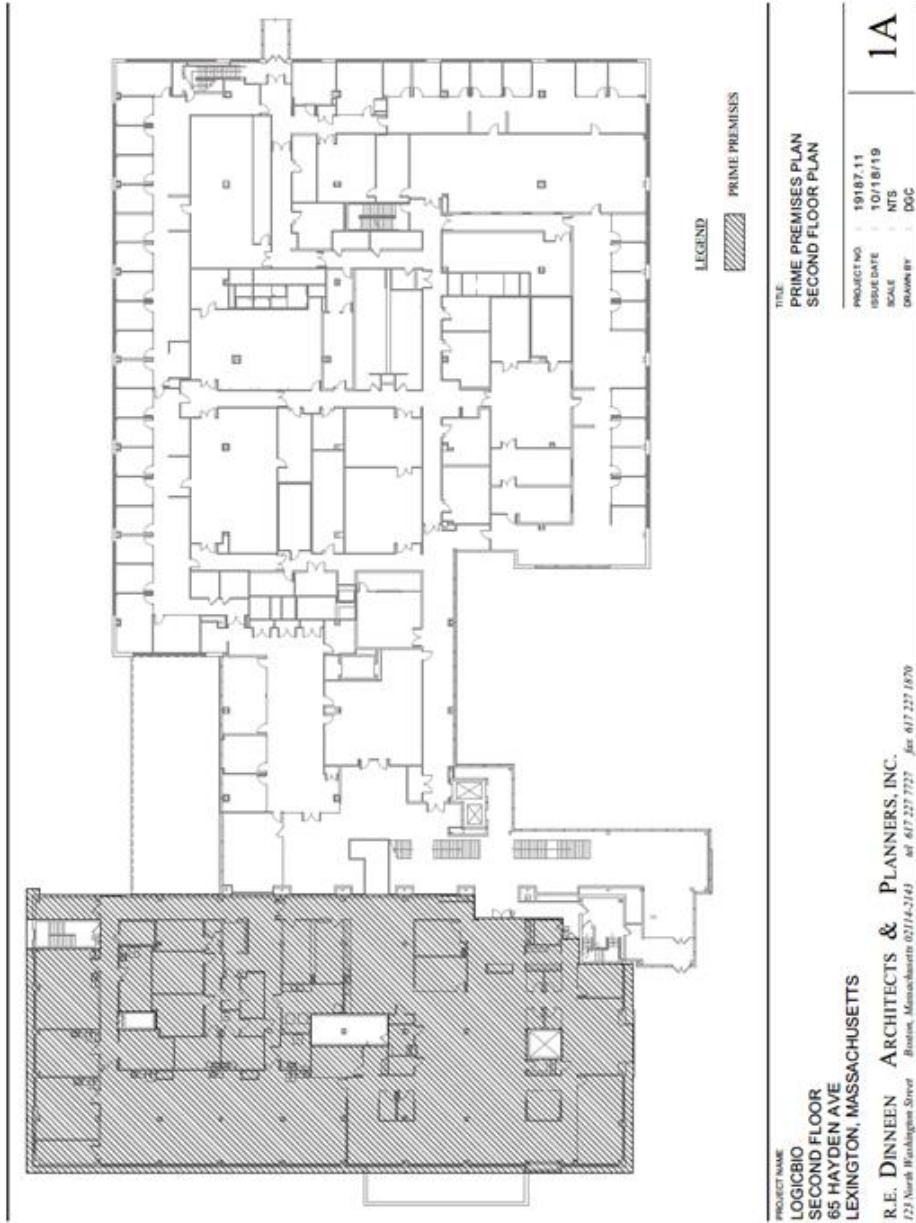 LEGEND
PRIME PREMISES
PROJECT NAME
LOGICBIO
SECOND FLOOR
65 HAYDEN AVE
LEXINGTON, MASSACHUSETTS
R.E. DINNEEN ARCHITECTS & PLANNERS, INC.
123 North Washington Street Boston, Massachusetts 02114-2143 tel 617 227 7727 fax 617 227 1870
TITLE:
PRIME PREMISES PLAN
SECOND FLOOR PLAN
PROJECT NO. : 19187.11
ISSUE DATE : 10/18/19
SCALE : NTS
DRAWN BY : DGC
1A